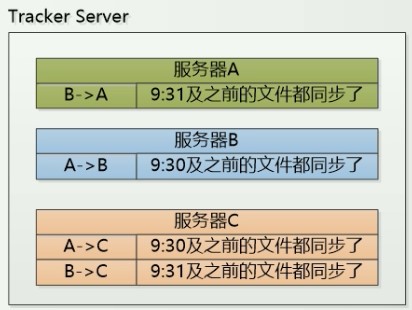 Tracker Server
服务器A
B->A 9:31及之前的文件都同步了
服务器B
A->B 9:30及之前的文件都同步了
服务器C
A->C 9:30及之前的文件都同步了
B->C 9:31及之前的文件都同步了